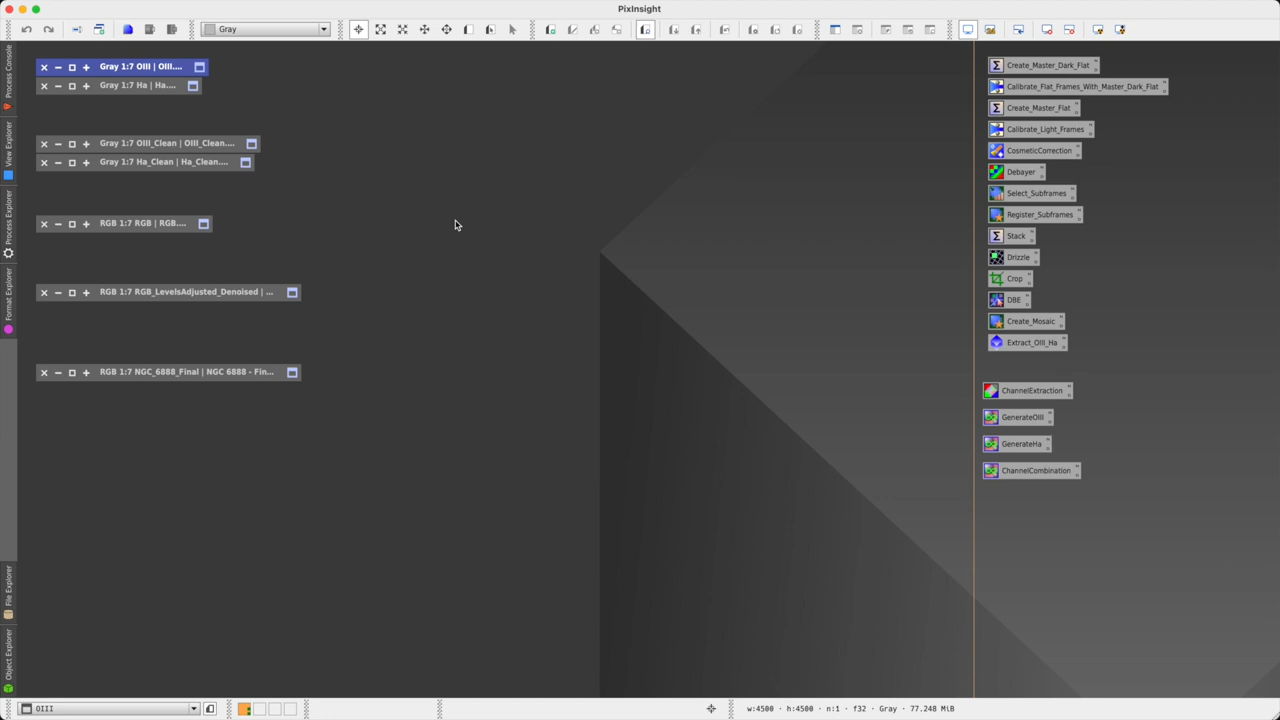 PixInsight
Gray
Process Console
View Explorer
Process Explorer
Format Explorer
File Explorer
Object Explorer
Gray 1:7 OIII | OIII....
Gray 1:7 Ha | Ha....
Gray 1:7 OIII_Clean | OIII_Clean....
Gray 1:7 Ha_Clean | Ha_Clean....
RGB 1:7 RGB | RGB....
RGB 1:7 RGB_LevelsAdjusted_Denoised | ...
RGB 1:7 NGC_6888_Final | NGC 6888 - Fin...
Create_Master_Dark_Flat
Calibrate_Flat_Frames_With_Master_Dark_Flat
Create_Master_Flat
Calibrate_Light_Frames
CosmeticCorrection
Debayer
Select_Subframes
Register_Subframes
Stack
Drizzle
Crop
DBE
Create_Mosaic
Extract_OIII_Ha
ChannelExtraction
GenerateOIII
GenerateHa
ChannelCombination
OIII
w:4500 · h:4500 · n:1 · f32 · Gray · 77.248 MiB